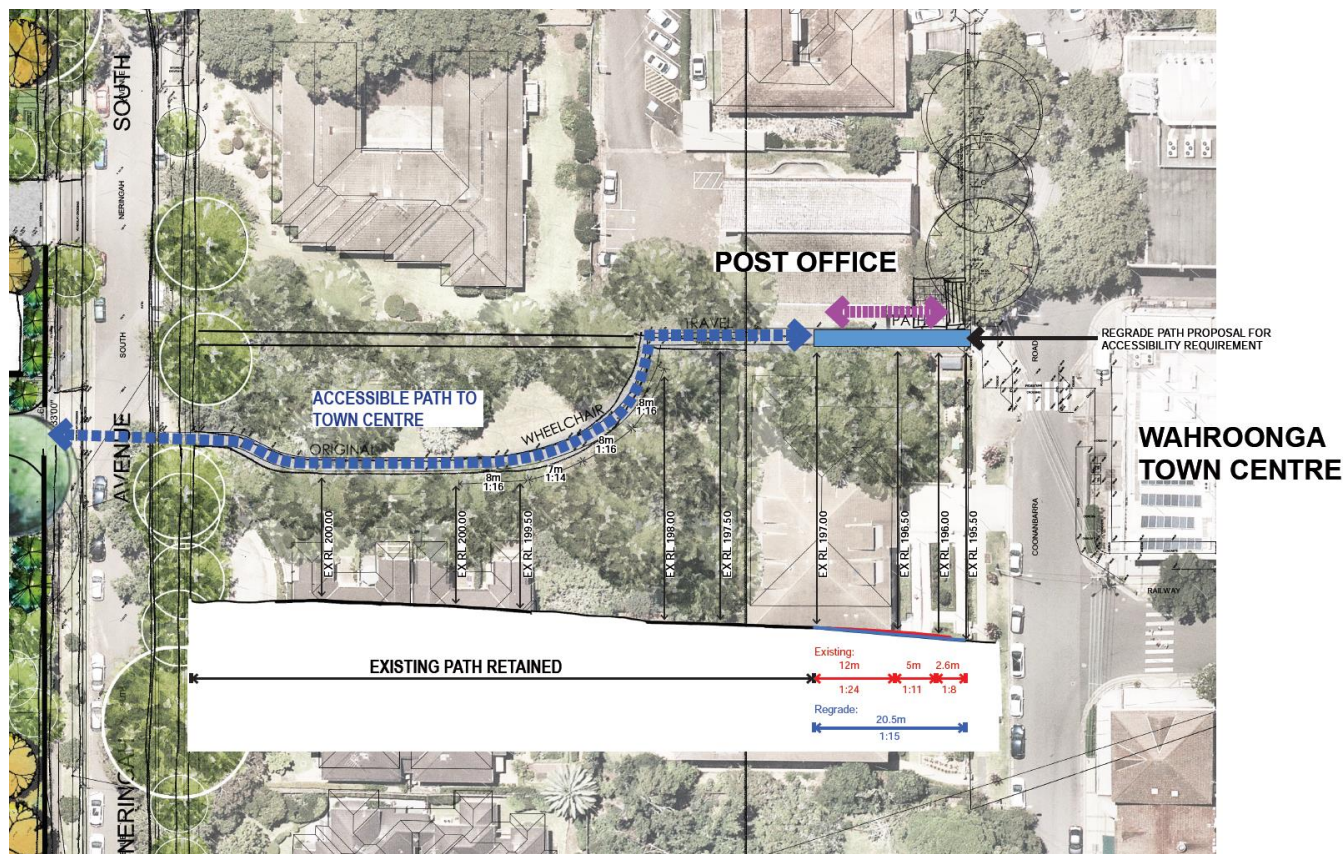 SOUTH
NERINGAH
SOUTH
AVENUE
NERINGAH
POST OFFICE
TRAVEL
PATH
REGRADE PATH PROPOSAL FOR
ACCESSIBILITY REQUIREMENT
ROAD
ACCESSIBLE PATH TO
TOWN CENTRE
ORIGINAL
WHEELCHAIR
8m
1:16
8m
1:16
7m
1:14
8m
1:16
WAHROONGA
TOWN CENTRE
COONANBARRA
RAILWAY
EX RL 200.00
EX RL 200.00
EX RL 199.50
EX RL 198.00
EX RL 197.50
EX RL 197.00
EX RL 196.50
EX RL 196.00
EX RL 195.50
EXISTING PATH RETAINED
Existing:
12m 5m 2.6m
1:24 1:11 1:8
Regrade:
20.5m
1:15